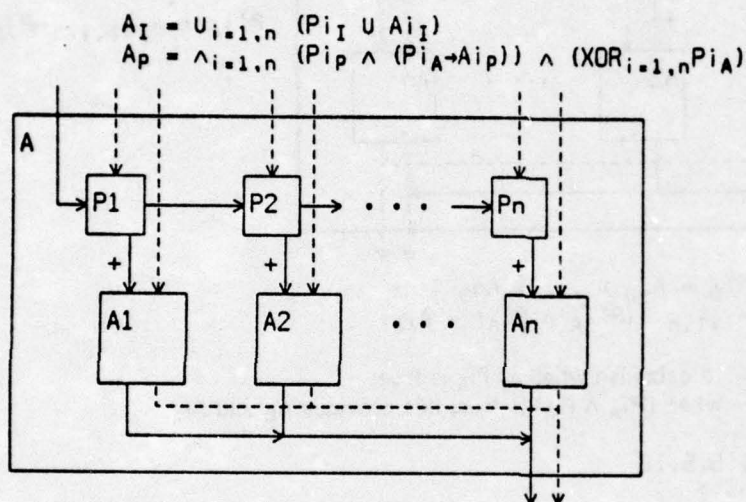 A_I = ∪_{i=1,n} (Pi_I ∪ Ai_I)
A_P = ∧_{i=1,n} (Pi_P ∧ (Pi_A→Ai_P)) ∧ (XOR_{i=1,n}Pi_A)
A
P1 P2 • • • Pn
+ + +
A1 A2 • • • An